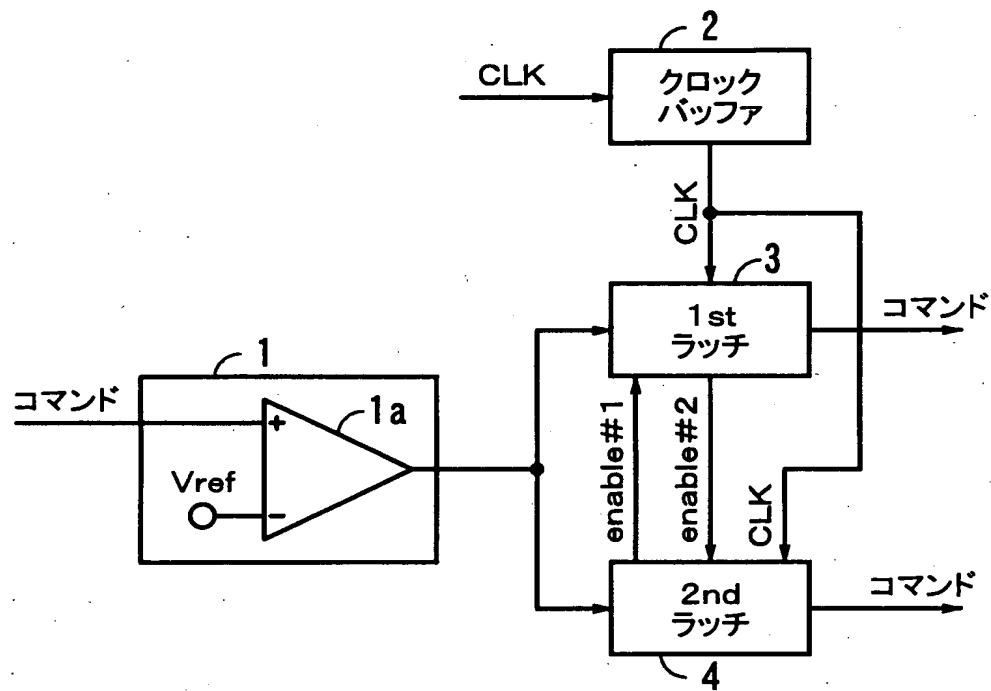 2
CLK
クロック
バッファ
CLK
3
1st
ラッチ
コマンド
1
コマンド
1a
+
Vref
−
enable#1
enable#2
CLK
2nd
ラッチ
コマンド
4